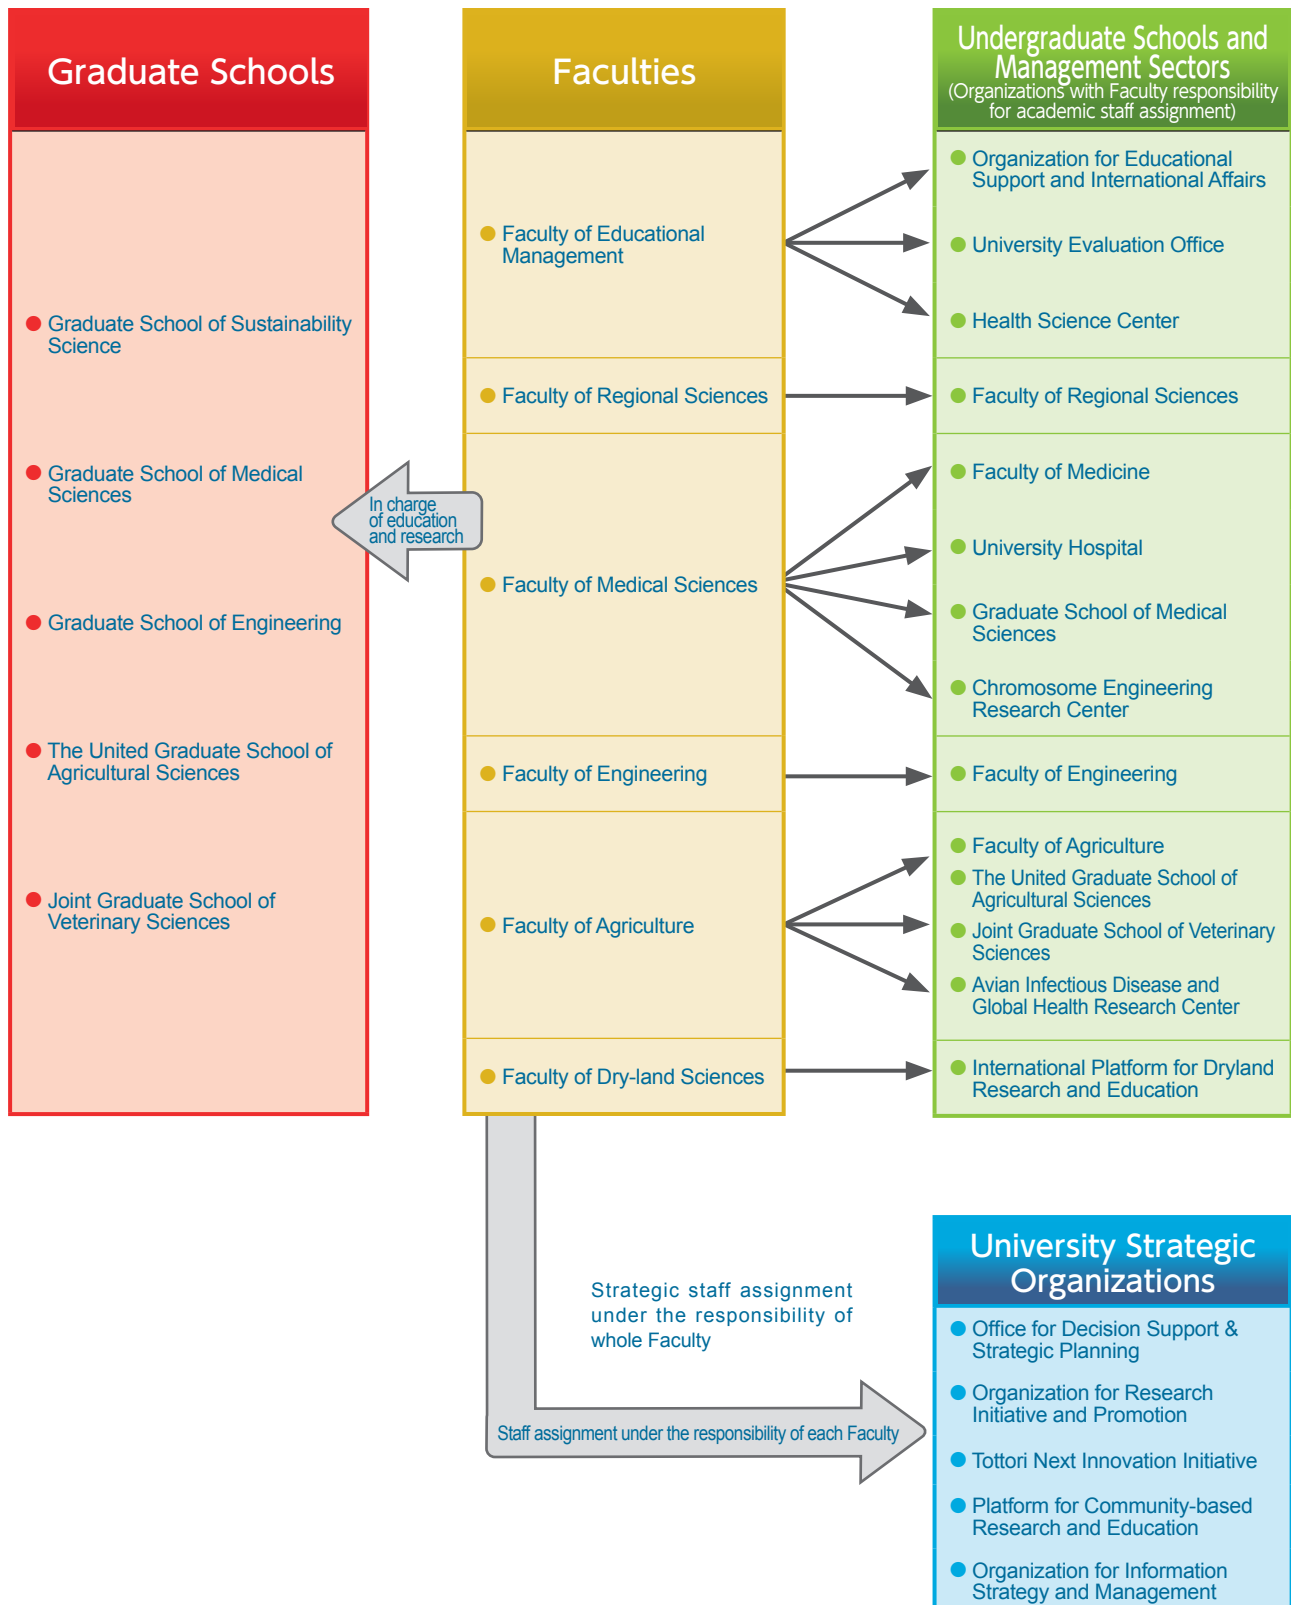 Graduate Schools
Graduate School of Sustainability
Science
Graduate School of Medical
Sciences
Graduate School of Engineering
The United Graduate School of
Agricultural Sciences
Joint Graduate School of
Veterinary Sciences
In charge
of education
and research
Faculties
Faculty of Educational
Management
Faculty of Regional Sciences
Faculty of Medical Sciences
Faculty of Engineering
Faculty of Agriculture
Faculty of Dry-land Sciences
Undergraduate Schools and
Management Sectors
(Organizations with Faculty responsibility
for academic staff assignment)
Organization for Educational
Support and International Affairs
University Evaluation Office
Health Science Center
Faculty of Regional Sciences
Faculty of Medicine
University Hospital
Graduate School of Medical
Sciences
Chromosome Engineering
Research Center
Faculty of Engineering
Faculty of Agriculture
The United Graduate School of
Agricultural Sciences
Joint Graduate School of Veterinary
Sciences
Avian Infectious Disease and
Global Health Research Center
International Platform for Dryland
Research and Education
Strategic staff assignment
under the responsibility of
whole Faculty
Staff assignment under the responsibility of each Faculty
University Strategic
Organizations
Office for Decision Support &
Strategic Planning
Organization for Research
Initiative and Promotion
Tottori Next Innovation Initiative
Platform for Community-based
Research and Education
Organization for Information
Strategy and Management